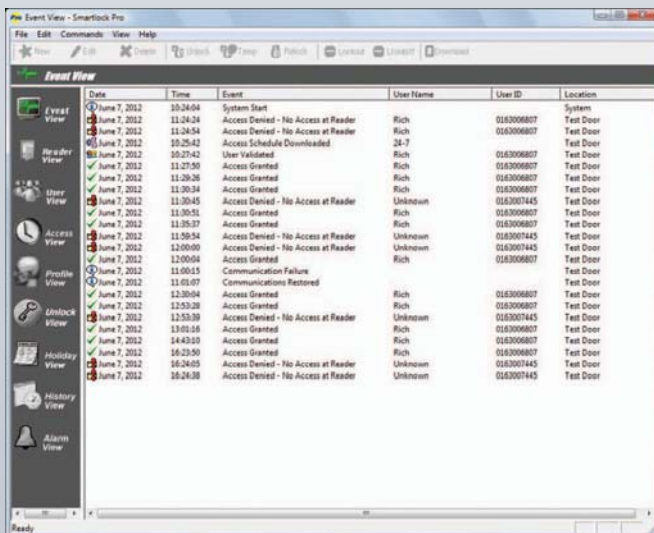 Event View - Smartlock Pro
File Edit Commands View Help
New Edit Delete Unlock Temp Relock Lockout Download
Event View
Date Time Event User Name User ID Location
June 7, 2012 10:24:04 System Start System
June 7, 2012 11:24:24 Access Denied - No Access at Reader Rich 0163006807 Test Door
June 7, 2012 11:24:54 Access Denied - No Access at Reader Rich 0163006807 Test Door
June 7, 2012 10:25:42 Access Schedule Downloaded 24-7 Test Door
June 7, 2012 10:27:42 User Validated Rich 0163006807 Test Door
June 7, 2012 11:27:50 Access Granted Rich 0163006807 Test Door
June 7, 2012 11:29:26 Access Granted Rich 0163006807 Test Door
June 7, 2012 11:30:34 Access Granted Rich 0163006807 Test Door
June 7, 2012 11:30:45 Access Denied - No Access at Reader Unknown 0163007445 Test Door
June 7, 2012 11:30:51 Access Granted Rich 0163006807 Test Door
June 7, 2012 11:35:37 Access Granted Rich 0163006807 Test Door
June 7, 2012 11:59:54 Access Denied - No Access at Reader Unknown 0163007445 Test Door
June 7, 2012 12:00:00 Access Denied - No Access at Reader Unknown 0163007445 Test Door
June 7, 2012 12:00:04 Access Granted Rich 0163006807 Test Door
June 7, 2012 11:00:15 Communication Failure Test Door
June 7, 2012 11:01:07 Communications Restored Test Door
June 7, 2012 12:30:04 Access Granted Rich 0163006807 Test Door
June 7, 2012 12:53:28 Access Granted Rich 0163006807 Test Door
June 7, 2012 12:53:39 Access Denied - No Access at Reader Unknown 0163007445 Test Door
June 7, 2012 13:01:16 Access Granted Rich 0163006807 Test Door
June 7, 2012 14:43:10 Access Granted Rich 0163006807 Test Door
June 7, 2012 16:23:50 Access Granted Rich 0163006807 Test Door
June 7, 2012 16:24:05 Access Denied - No Access at Reader Unknown 0163007445 Test Door
June 7, 2012 16:24:38 Access Denied - No Access at Reader Unknown 0163007445 Test Door
Event
View
Reader
View
User
View
Access
View
Profile
View
Unlock
View
Holiday
View
History
View
Alarm
View
Ready